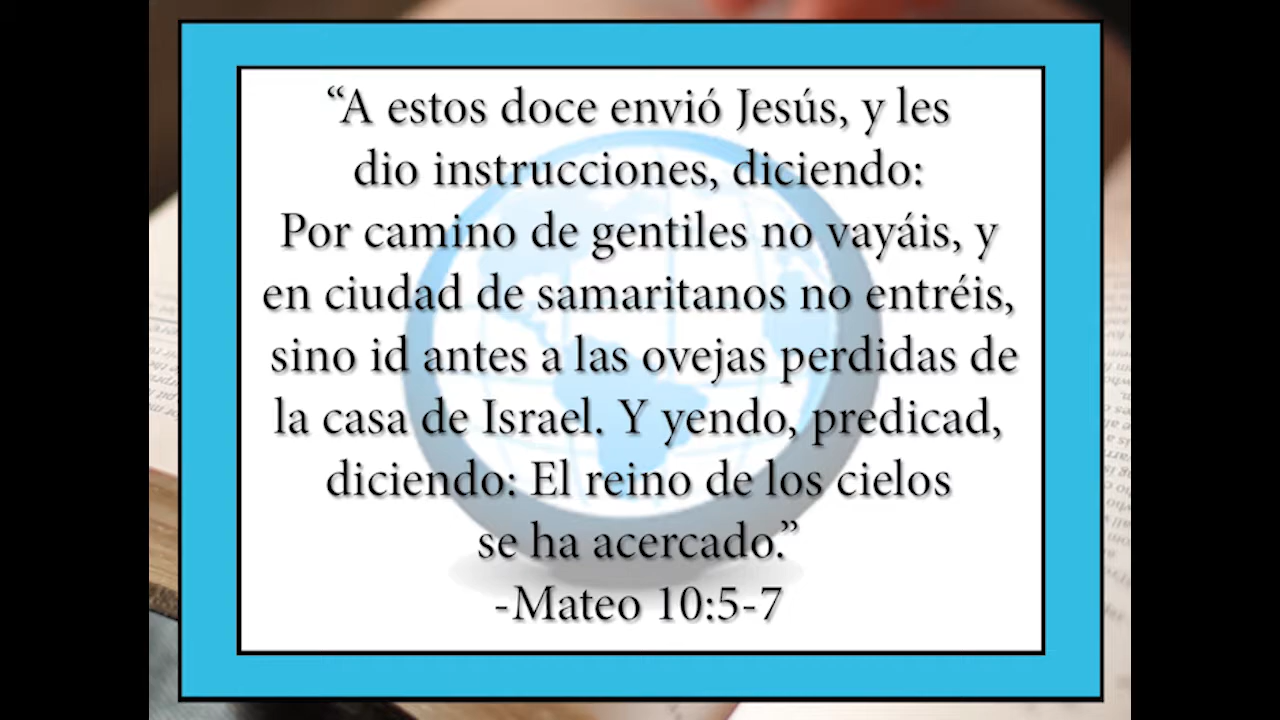 “A estos doce envió Jesús, y les
dio instrucciones, diciendo:
Por camino de gentiles no vayáis, y
en ciudad de samaritanos no entréis,
sino id antes a las ovejas perdidas de
la casa de Israel. Y yendo, predicad,
diciendo: El reino de los cielos
se ha acercado.”
-Mateo 10:5-7